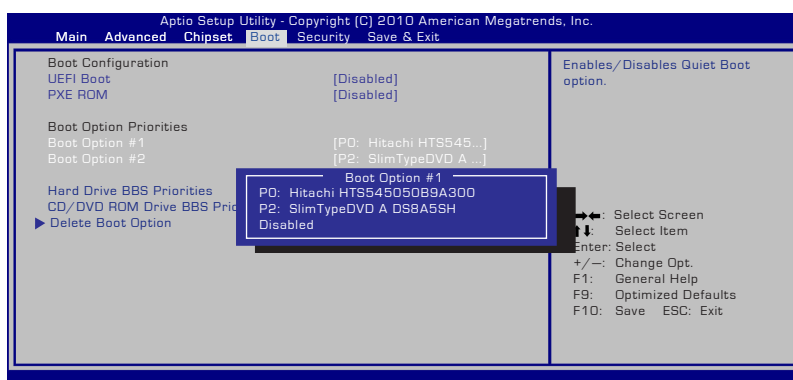 Aptio Setup Utility - Copyright (C) 2010 American Megatrends, Inc.
Main Advanced Chipset Boot Security Save & Exit
Boot Configuration
UEFI Boot [Disabled]
PXE ROM [Disabled]
Boot Option Priorities
Boot Option #1 [P0: Hitachi HTS545...]
Boot Option #2 [P2: SlimTypeDVD A ...]
Hard Drive BBS Priorities
CD/DVD ROM Drive BBS Prio
Delete Boot Option
Boot Option #1
P0: Hitachi HTS545050B9A300
P2: SlimTypeDVD A DS8A5SH
Disabled
Enables/Disables Quiet Boot
option.
→←: Select Screen
↑↓: Select Item
Enter: Select
+/—: Change Opt.
F1: General Help
F9: Optimized Defaults
F10: Save ESC: Exit